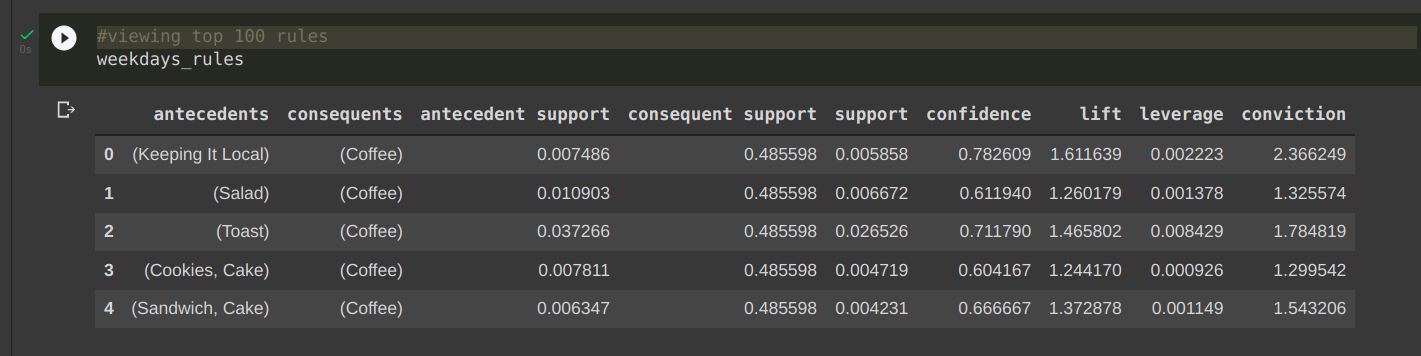 #viewing top 100 rules
0s
weekdays_rules
antecedents consequents antecedent support consequent support support confidence lift leverage conviction
0 (Keeping It Local) (Coffee) 0.007486 0.485598 0.005858 0.782609 1.611639 0.002223 2.366249
1 (Salad) (Coffee) 0.010903 0.485598 0.006672 0.611940 1.260179 0.001378 1.325574
2 (Toast) (Coffee) 0.037266 0.485598 0.026526 0.711790 1.465802 0.008429 1.784819
3 (Cookies, Cake) (Coffee) 0.007811 0.485598 0.004719 0.604167 1.244170 0.000926 1.299542
4 (Sandwich, Cake) (Coffee) 0.006347 0.485598 0.004231 0.666667 1.372878 0.001149 1.543206